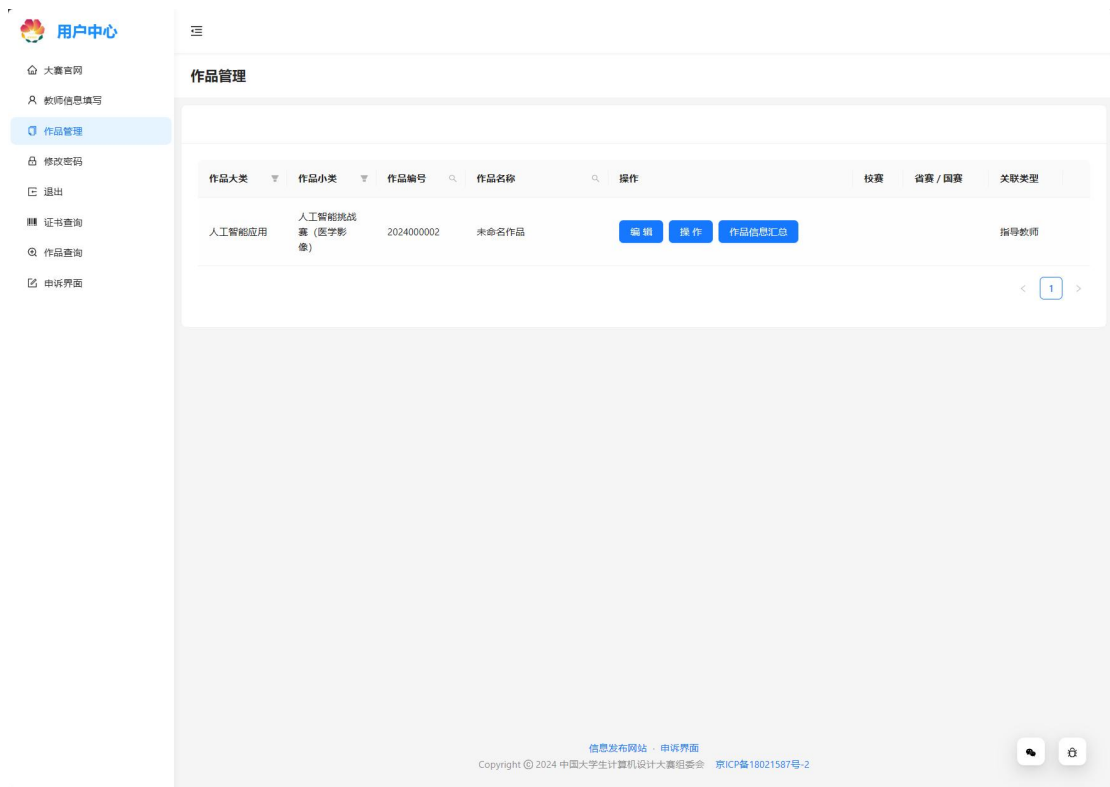 用户中心
大赛官网
教师信息填写
作品管理
修改密码
退出
证书查询
作品查询
申诉界面
作品管理
作品大类 作品小类 作品编号 作品名称 操作 校赛 省赛 / 国赛 关联类型
人工智能应用 人工智能挑战赛（医学影像） 2024000002 未命名作品 编 辑 操 作 作品信息汇总 指导教师
< 1 >
信息发布网站 · 申诉界面
Copyright © 2024 中国大学生计算机设计大赛组委会 京ICP备18021587号-2